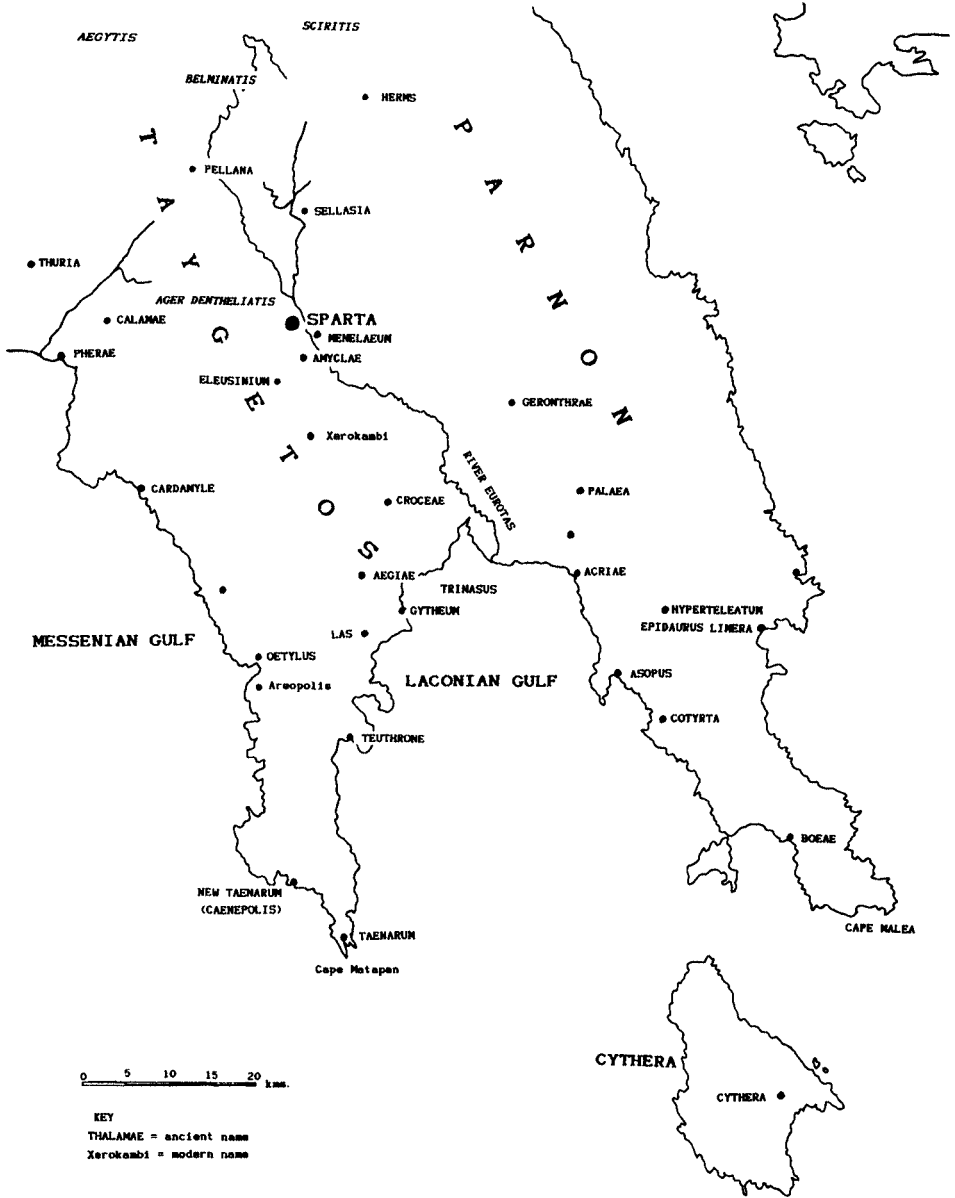 SCIRITIS
AEGYTIS
BELMINATIS
HERMS
PARNON
TAYGETOS
PELLANA
SELLASIA
THURIA
AGER DENTHELIATIS
CALAMAE
SPARTA
MENELAEUM
PHERAE
AMYCLAE
ELEUSINIUM
GERONTHRAE
Xerokambi
RIVER EUROTAS
CARDAMYLE
CROCEAE
PALAEA
AEGIAE
ACRIAE
TRINASUS
GYTHEUM
HYPERTELEATUM
EPIDAURUS LIMERA
LAS
MESSENIAN GULF
OETYLUS
ASOPUS
LACONIAN GULF
Areopolis
COTYRTA
TEUTHRONE
BOEAE
NEW TAENARUM
(CAENEPOLIS)
CAPE MALEA
TAENARUM
Cape Matapan
CYTHERA
CYTHERA
0 5 10 15 20 kms.
KEY
THALAMAE = ancient name
Xerokambi = modern name